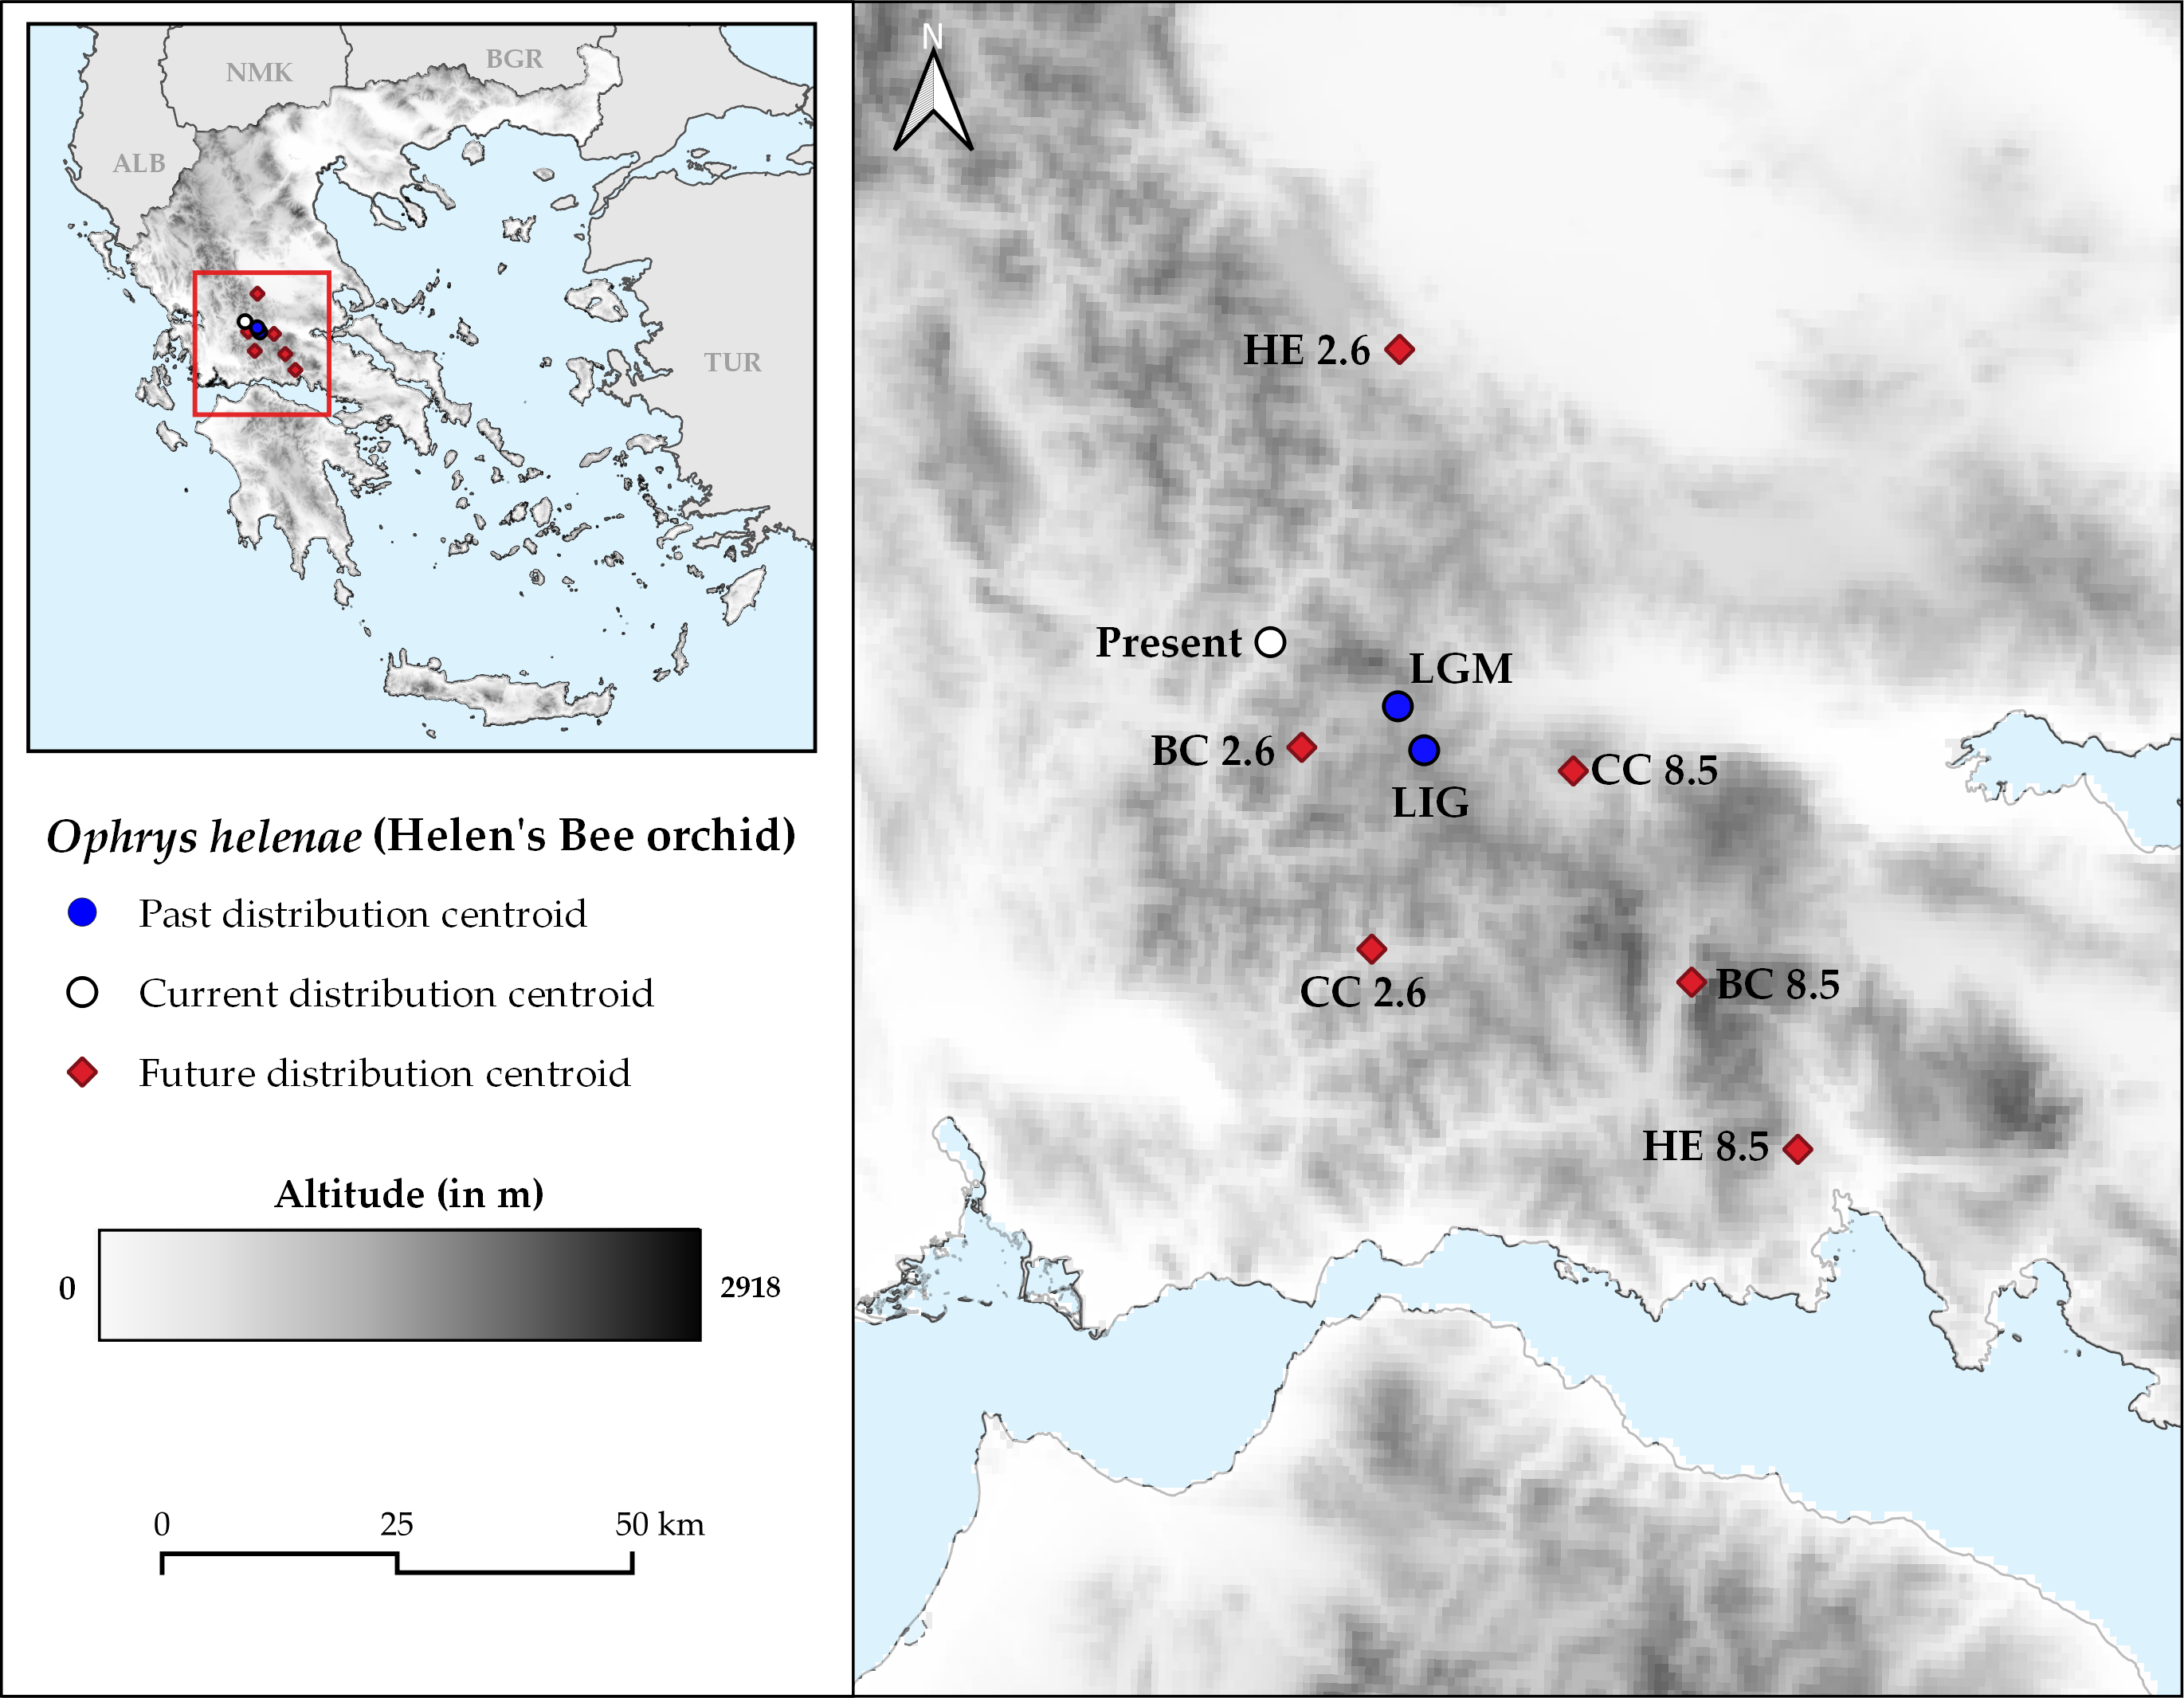 NMK
BGR
ALB
TUR
Ophrys helenae (Helen's Bee orchid)
Past distribution centroid
Current distribution centroid
Future distribution centroid
Altitude (in m)
0
2918
0 25 50 km
N
HE 2.6
Present
LGM
BC 2.6
LIG
CC 8.5
CC 2.6
BC 8.5
HE 8.5